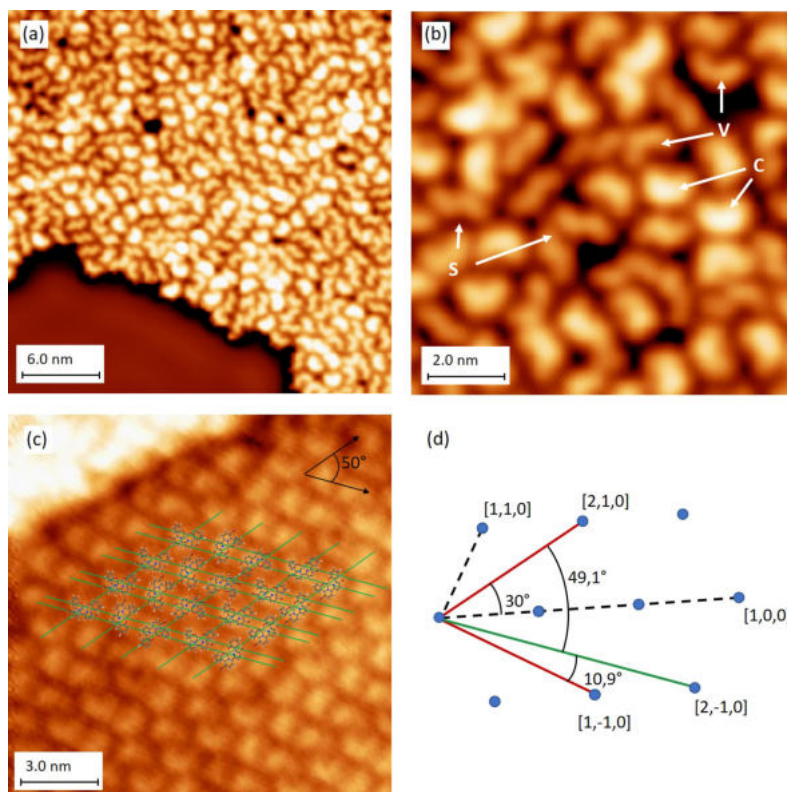 (a)
6.0 nm
(b)
V
C
S
2.0 nm
(c)
50°
3.0 nm
(d)
[1,1,0]
[2,1,0]
49,1°
30°
[1,0,0]
10,9°
[1,-1,0]
[2,-1,0]